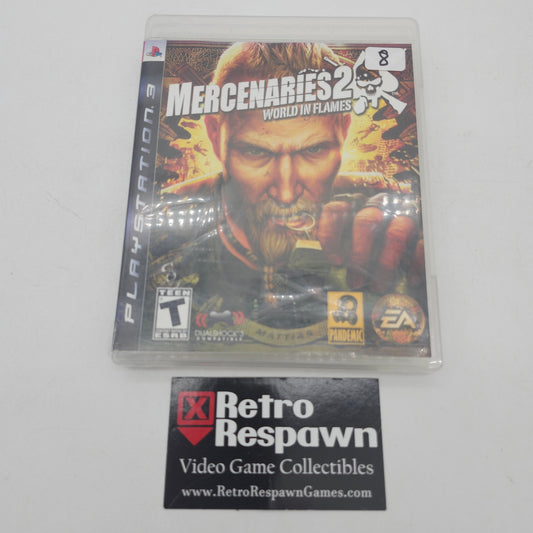 PLAYSTATION 3
8
MERCENARIES 2
WORLD IN FLAMES
TEEN
T
ESRB
DUALSHOCK 3
COMPATIBLE
MATTIAS
PANDEMIC
EA
X Retro
Respawn
Video Game Collectibles
www.RetroRespawnGames.com